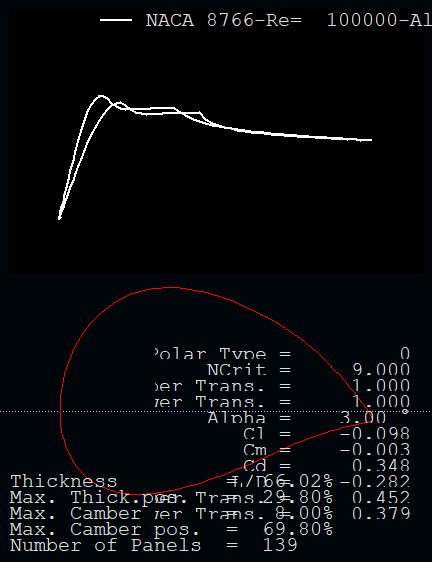 NACA 8766-Re= 100000-Al
Polar Type = 0
NCrit = 9.000
per Trans. = 1.000
wer Trans. = 1.000
Alpha = 3.00 °
Cl = -0.098
Cm = -0.003
Cd = 0.348
Thickness = 66.02%
L/D = -0.282
Max. Thick.pos. = 29.80%
per Trans. = 0.452
Max. Camber = 8.00%
wer Trans. = 0.379
Max. Camber pos. = 69.80%
Number of Panels = 139